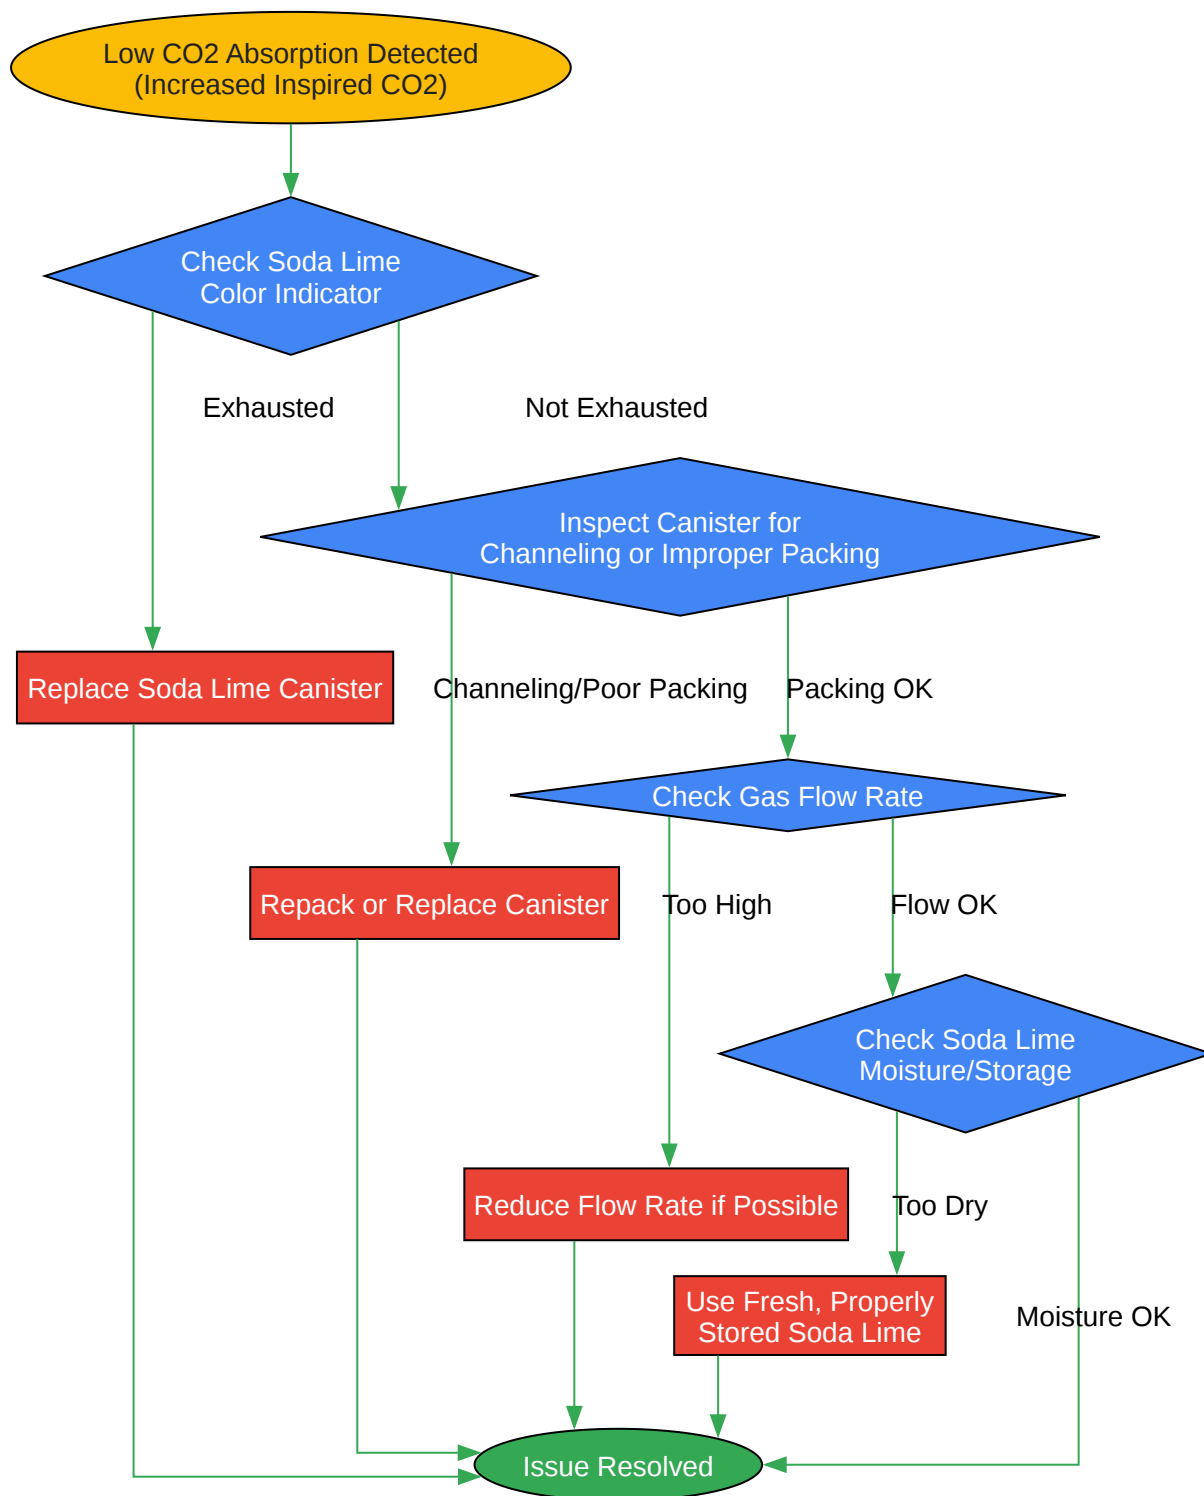 Low CO2 Absorption Detected
(Increased Inspired CO2)
Check Soda Lime
Color Indicator
Exhausted
Not Exhausted
Inspect Canister for
Channeling or Improper Packing
Replace Soda Lime Canister
Channeling/Poor Packing
Packing OK
Check Gas Flow Rate
Repack or Replace Canister
Too High
Flow OK
Check Soda Lime
Moisture/Storage
Reduce Flow Rate if Possible
Too Dry
Use Fresh, Properly
Stored Soda Lime
Moisture OK
Issue Resolved